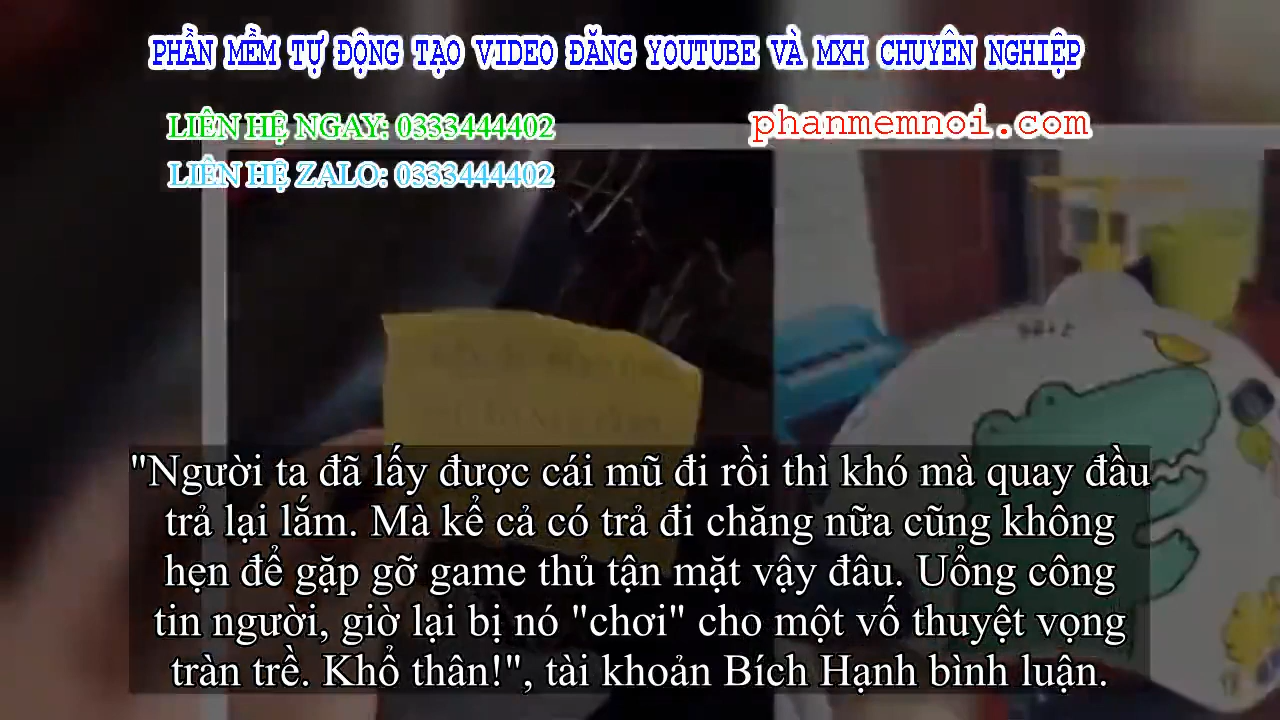 PHẦN MỀM TỰ ĐỘNG TẠO VIDEO ĐĂNG YOUTUBE VÀ MXH CHUYÊN NGHIỆP
LIÊN HỆ NGAY: 0333444402
phanmemnoi.com
LIÊN HỆ ZALO: 0333444402
"Người ta đã lấy được cái mũ đi rồi thì khó mà quay đầu
trả lại lắm. Mà kể cả có trả đi chăng nữa cũng không
hẹn để gặp gỡ game thủ tận mặt vậy đâu. Uổng công
tin người, giờ lại bị nó "chơi" cho một vố thuyệt vọng
tràn trề. Khổ thân!", tài khoản Bích Hạnh bình luận.